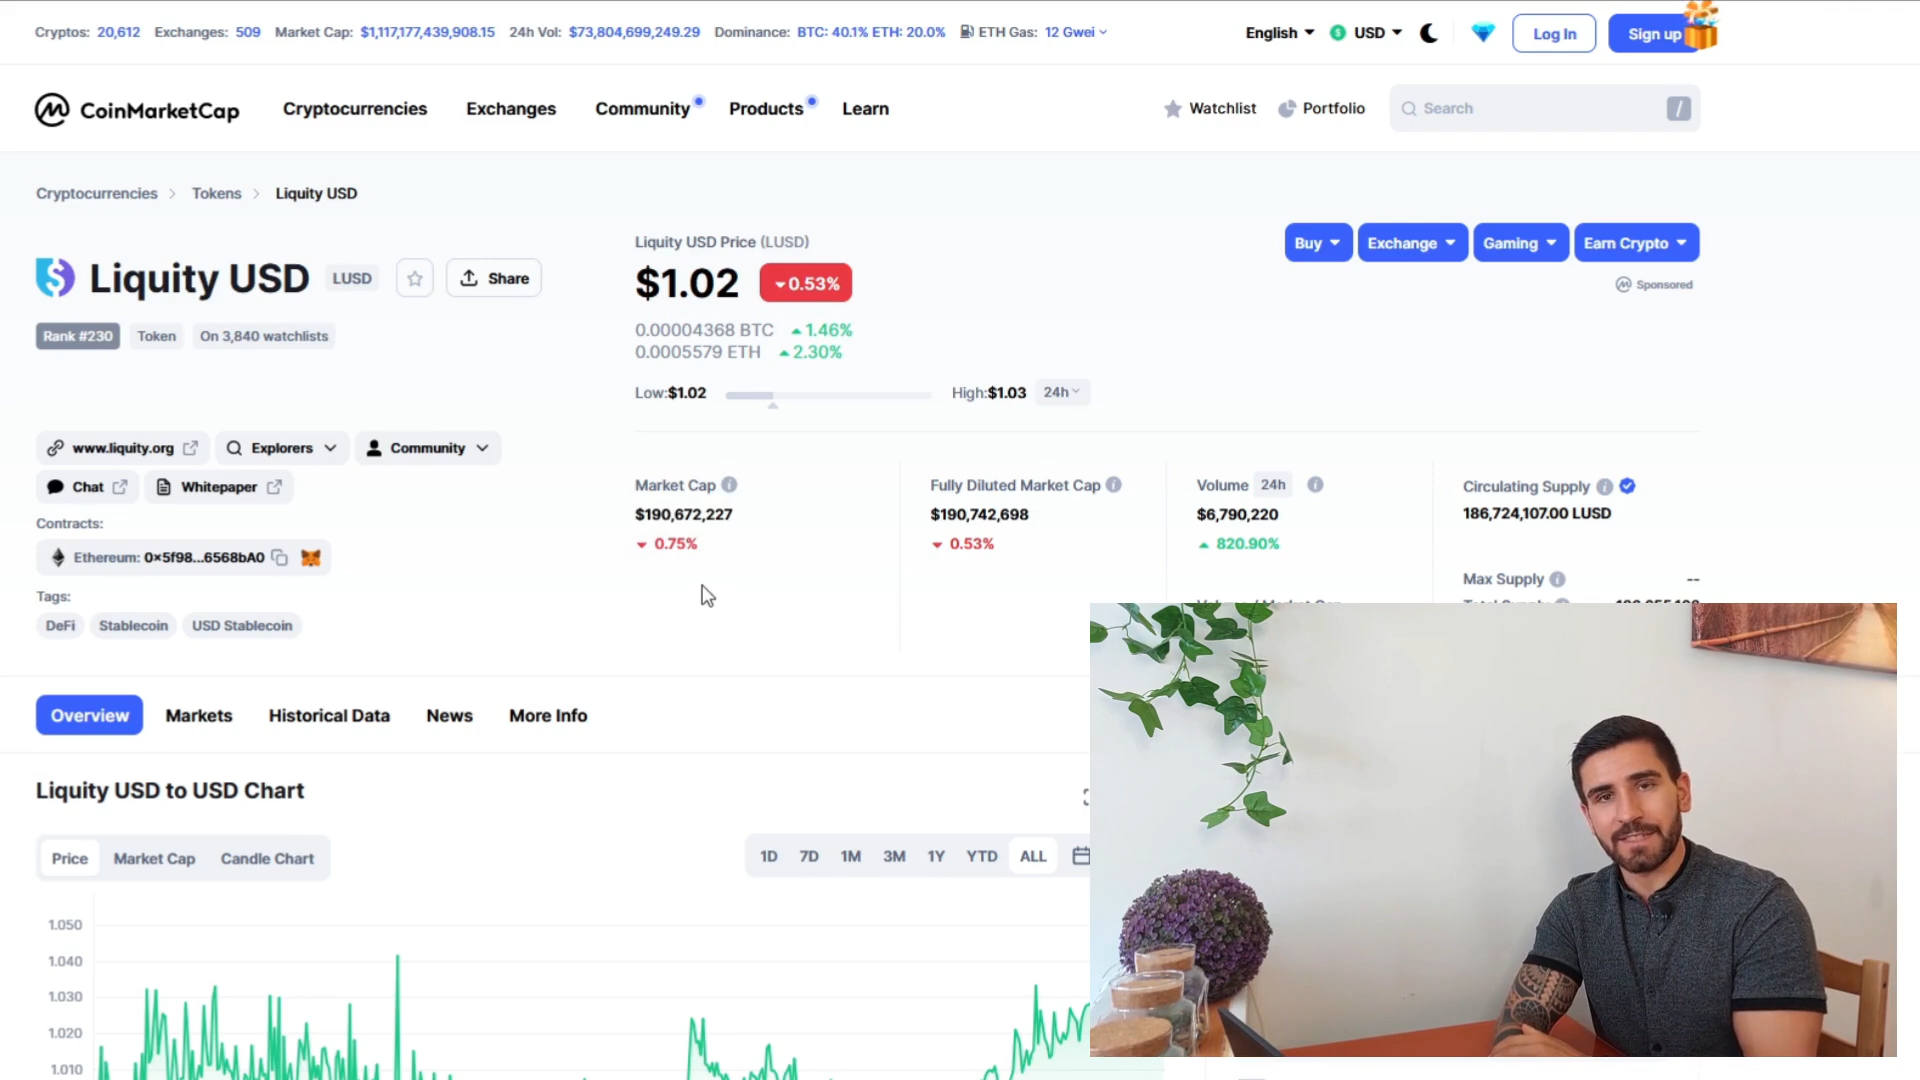 Cryptos: 20,612 Exchanges: 509 Market Cap: $1,117,177,439,908.15 24h Vol: $73,804,699,249.29 Dominance: BTC: 40.1% ETH: 20.0% ETH Gas: 12 Gwei English USD Log In Sign up
CoinMarketCap Cryptocurrencies Exchanges Community Products Learn Watchlist Portfolio Search /
Cryptocurrencies > Tokens > Liquity USD
Liquity USD LUSD Share
Rank #230 Token On 3,840 watchlists
www.liquity.org Explorers Community
Chat Whitepaper
Contracts:
Ethereum: 0x5f98...6568bA0
Tags:
DeFi Stablecoin USD Stablecoin
Liquity USD Price (LUSD)
$1.02 0.53%
0.00004368 BTC 1.46%
0.0005579 ETH 2.30%
Low:$1.02 High:$1.03 24h
Buy Exchange Gaming Earn Crypto
Sponsored
Market Cap
$190,672,227
0.75%
Fully Diluted Market Cap
$190,742,698
0.53%
Volume 24h
$6,790,220
820.90%
Circulating Supply
186,724,107.00 LUSD
Max Supply --
Overview Markets Historical Data News More Info
Liquity USD to USD Chart
Price Market Cap Candle Chart 1D 7D 1M 3M 1Y YTD ALL
1.050
1.040
1.030
1.020
1.010